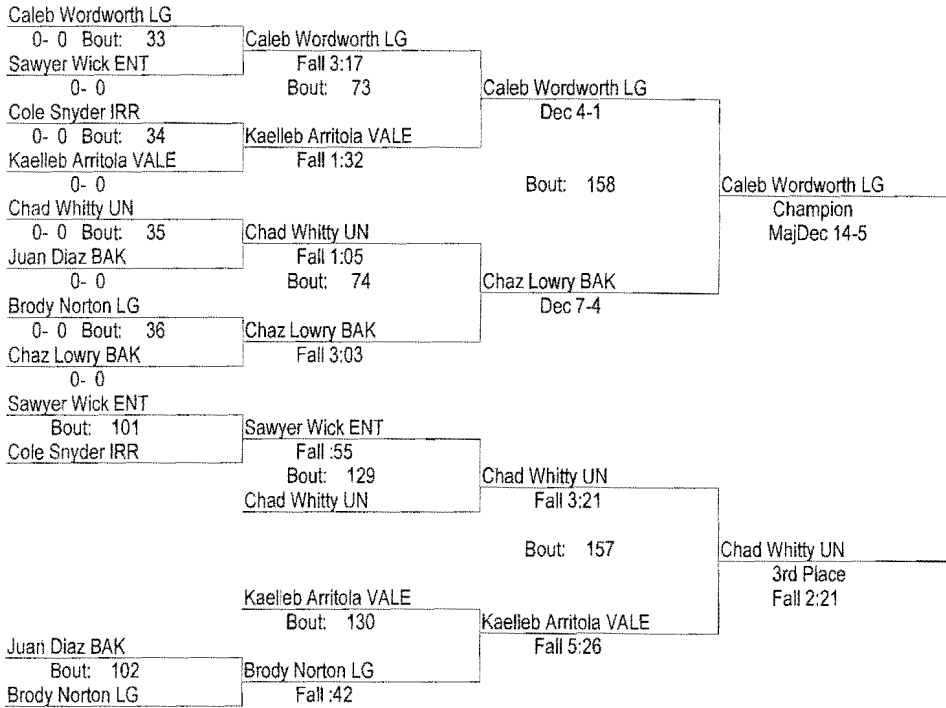 Caleb Wordworth LG
0- 0 Bout: 33
Sawyer Wick ENT
0- 0
Cole Snyder IRR
0- 0 Bout: 34
Kaelleb Arritola VALE
0- 0
Chad Whitty UN
0- 0 Bout: 35
Juan Diaz BAK
0- 0
Brody Norton LG
0- 0 Bout: 36
Chaz Lowry BAK
0- 0
Caleb Wordworth LG
Fall 3:17
Bout: 73
Kaelleb Arritola VALE
Fall 1:32
Chad Whitty UN
Fall 1:05
Bout: 74
Chaz Lowry BAK
Fall 3:03
Caleb Wordworth LG
Dec 4-1
Bout: 158
Chaz Lowry BAK
Dec 7-4
Caleb Wordworth LG
Champion
MajDec 14-5
Sawyer Wick ENT
Bout: 101
Cole Snyder IRR
Juan Diaz BAK
Bout: 102
Brody Norton LG
Sawyer Wick ENT
Fall :55
Bout: 129
Chad Whitty UN
Kaelleb Arritola VALE
Bout: 130
Brody Norton LG
Fall :42
Chad Whitty UN
Fall 3:21
Bout: 157
Kaelleb Arritola VALE
Fall 5:26
Chad Whitty UN
3rd Place
Fall 2:21